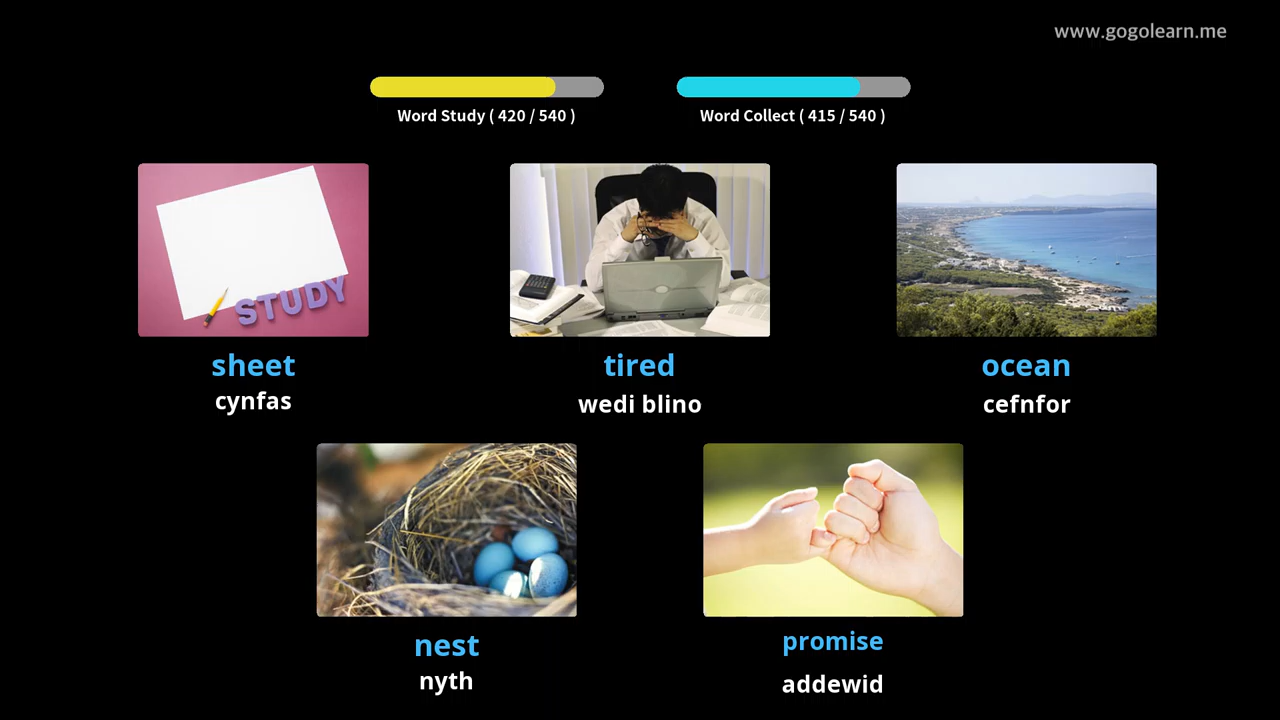 www.gogolearn.me
Word Study ( 420 / 540 )
Word Collect ( 415 / 540 )
STUDY
sheet
cynfas
tired
wedi blino
ocean
cefnfor
nest
nyth
promise
addewid